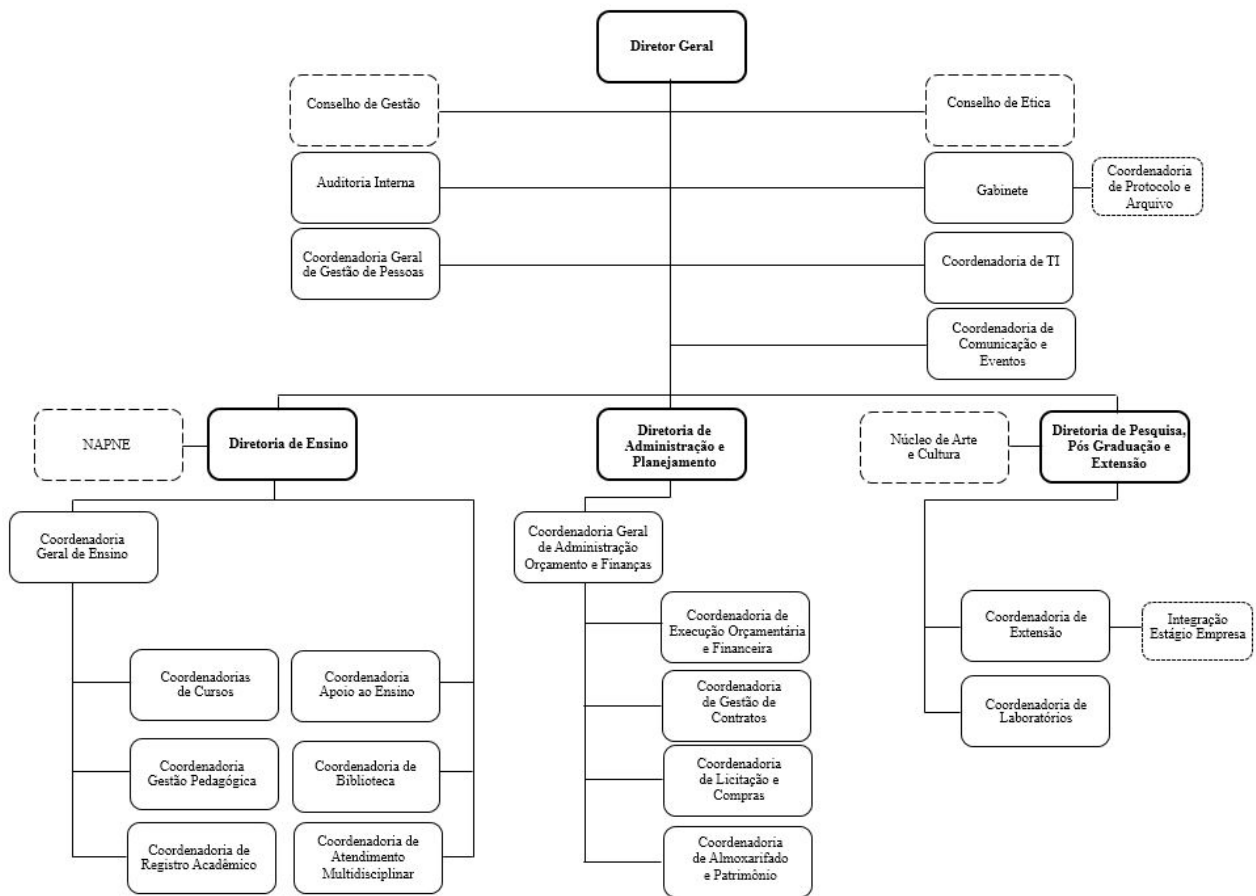 Diretor Geral
Conselho de Gestão
Conselho de Etica
Auditoria Interna
Gabinete
Coordenadoria
de Protocolo e
Arquivo
Coordenadoria Geral
de Gestão de Pessoas
Coordenadoria de TI
Coordenadoria de
Comunicação e
Eventos
NAPNE
Diretoria de Ensino
Diretoria de
Administração e
Planejamento
Núcleo de Arte
e Cultura
Diretoria de Pesquisa,
Pós Graduação e
Extensão
Coordenadoria
Geral de Ensino
Coordenadoria Geral
de Administração
Orçamento e Finanças
Coordenadorias
de Cursos
Coordenadoria
Apoio ao Ensino
Coordenadoria
Gestão Pedagógica
Coordenadoria de
Biblioteca
Coordenadoria de
Registro Acadêmico
Coordenadoria de
Atendimento
Multidisciplinar
Coordenadoria de
Execução Orçamentária
e Financeira
Coordenadoria
de Gestão de
Contratos
Coordenadoria
de Licitação e
Compras
Coordenadoria
de Almoxarifado
e Patrimônio
Coordenadoria
de Extensão
Integração
Estágio Empresa
Coordenadoria de
Laboratórios